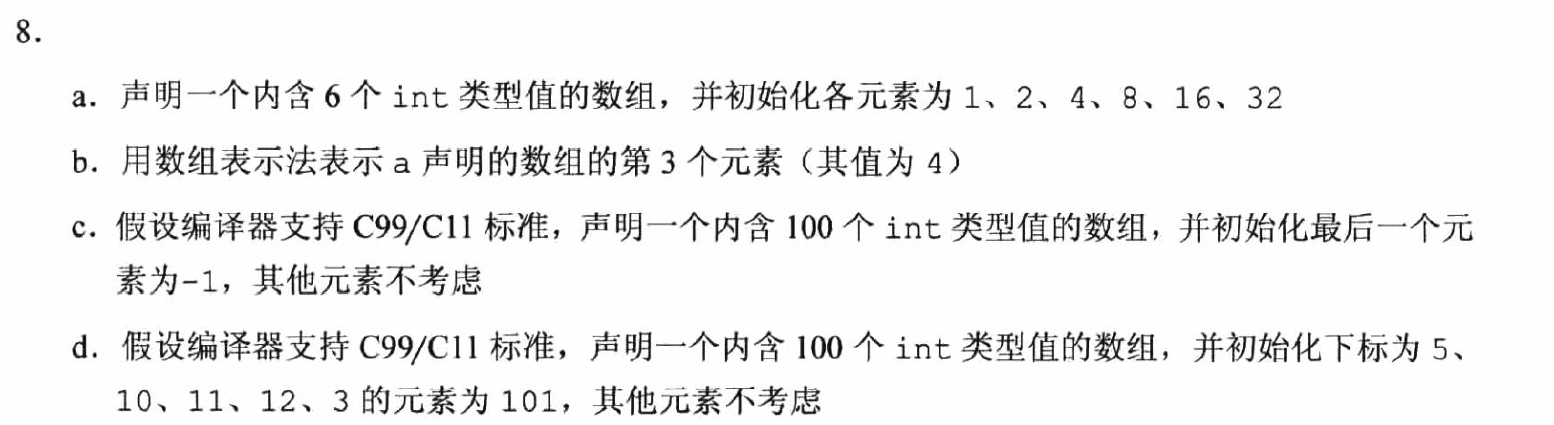 8.
a. 声明一个内含 6 个 int 类型值的数组，并初始化各元素为 1、2、4、8、16、32
b. 用数组表示法表示 a 声明的数组的第 3 个元素（其值为 4）
c. 假设编译器支持 C99/C11 标准，声明一个内含 100 个 int 类型值的数组，并初始化最后一个元
素为-1，其他元素不考虑
d. 假设编译器支持 C99/C11 标准，声明一个内含 100 个 int 类型值的数组，并初始化下标为 5、
10、11、12、3 的元素为 101，其他元素不考虑